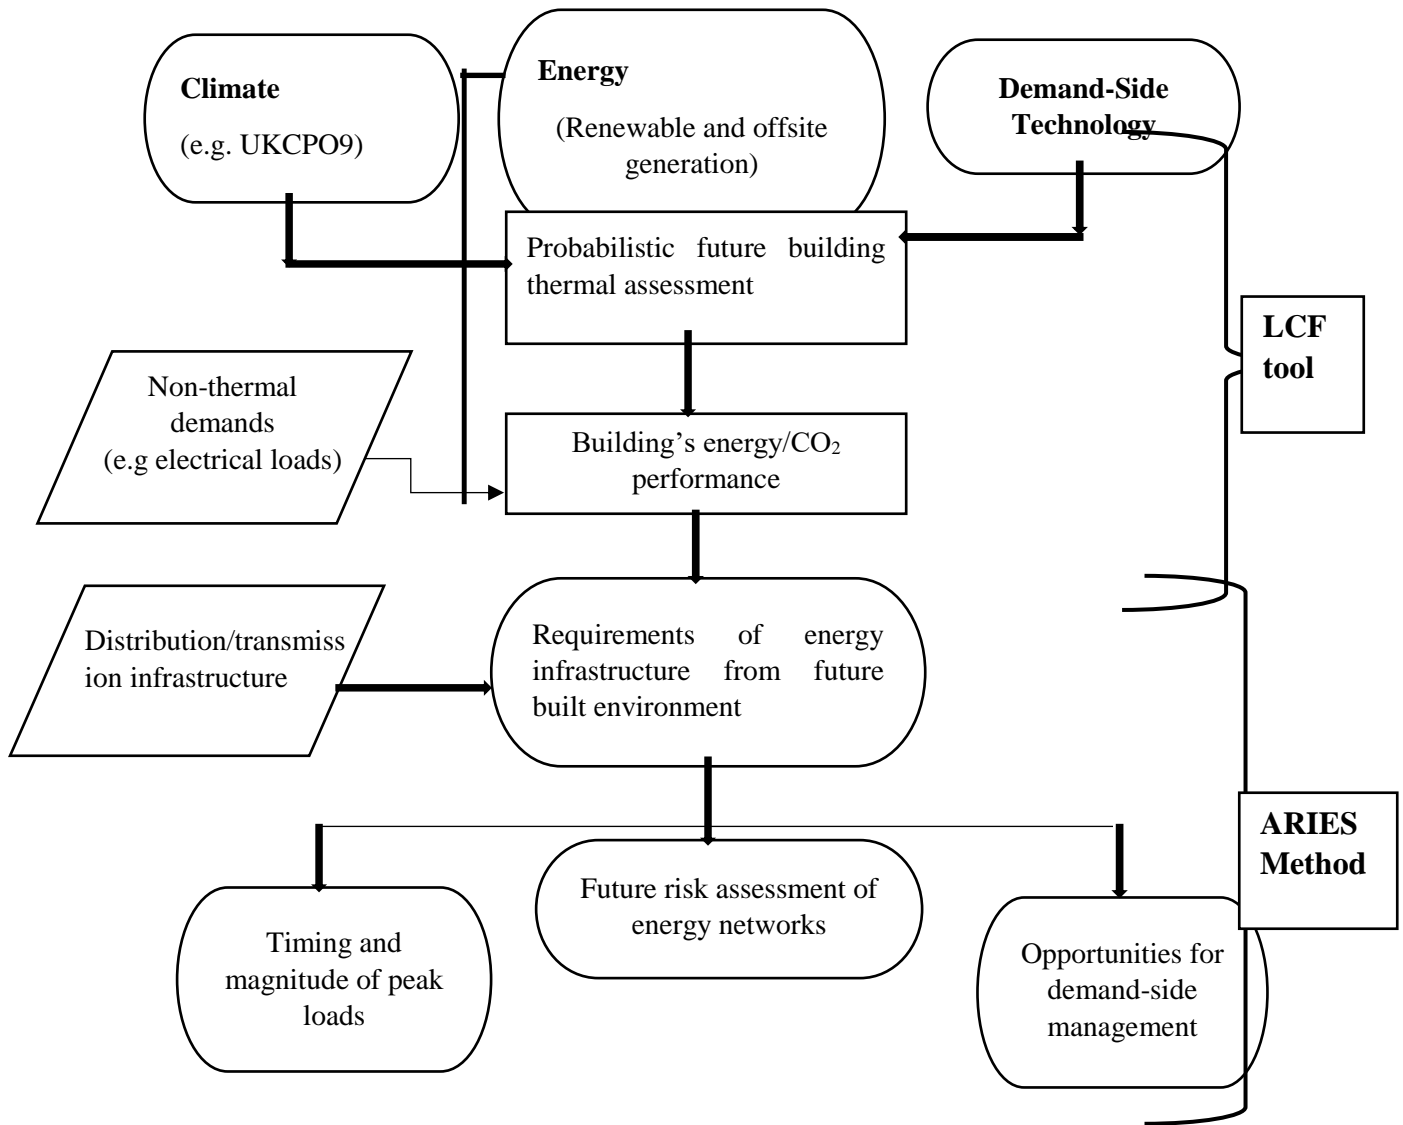 Climate
(e.g. UKCPO9)
Energy
(Renewable and offsite
generation)
Demand-Side
Technology
Probabilistic future building
thermal assessment
LCF
tool
Non-thermal
demands
(e.g electrical loads)
Building’s energy/CO₂
performance
Distribution/transmiss
ion infrastructure
Requirements of energy
infrastructure from future
built environment
ARIES
Method
Timing and
magnitude of peak
loads
Future risk assessment of
energy networks
Opportunities for
demand-side
management